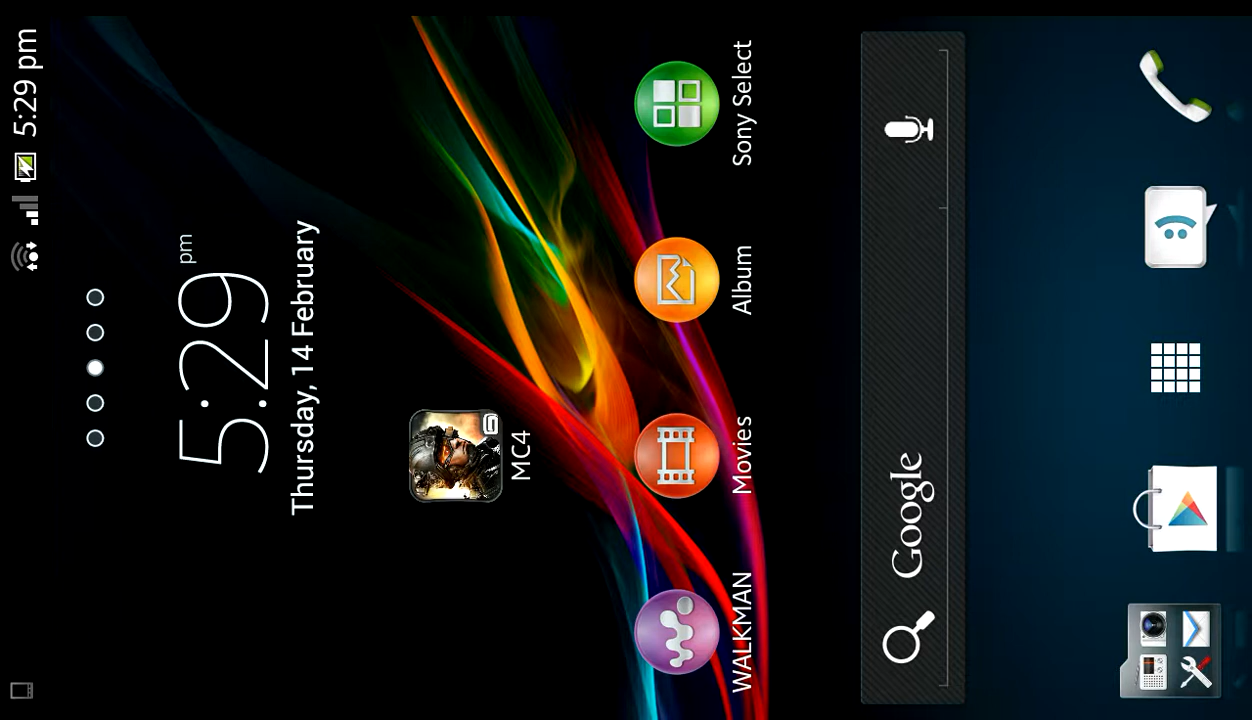 5:29 pm
5:29 pm
Thursday, 14 February
MC4
WALKMAN
Movies
Album
Sony Select
Google